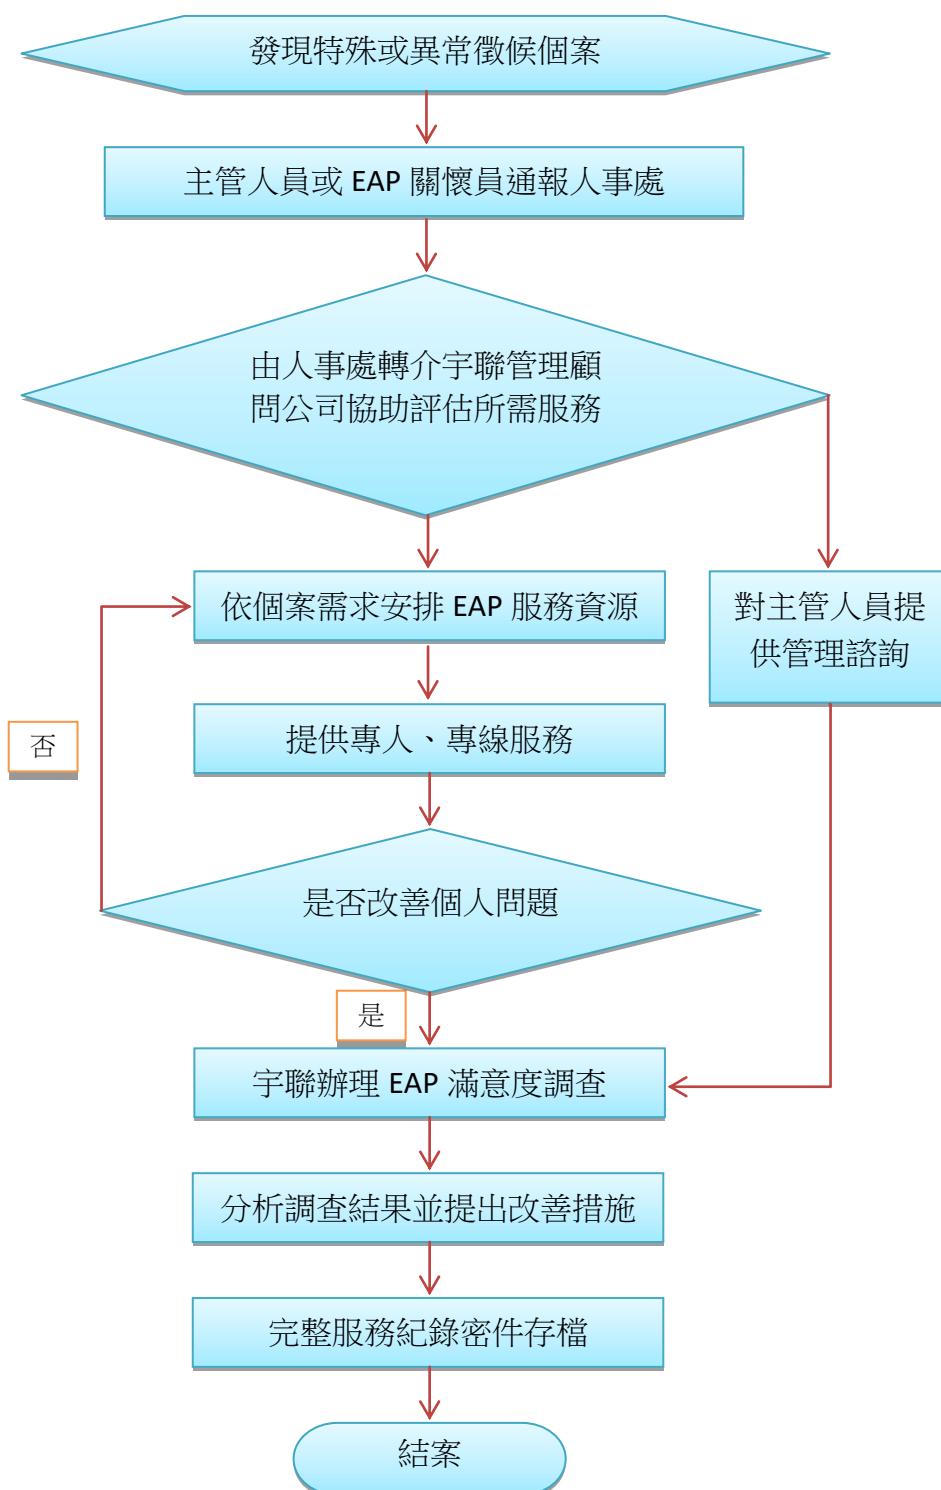 發現特殊或異常徵候個案
主管人員或 EAP 關懷員通報人事處
由人事處轉介宇聯管理顧
問公司協助評估所需服務
依個案需求安排 EAP 服務資源
對主管人員提
供管理諮詢
提供專人、專線服務
否
是否改善個人問題
是
宇聯辦理 EAP 滿意度調查
分析調查結果並提出改善措施
完整服務紀錄密件存檔
結案